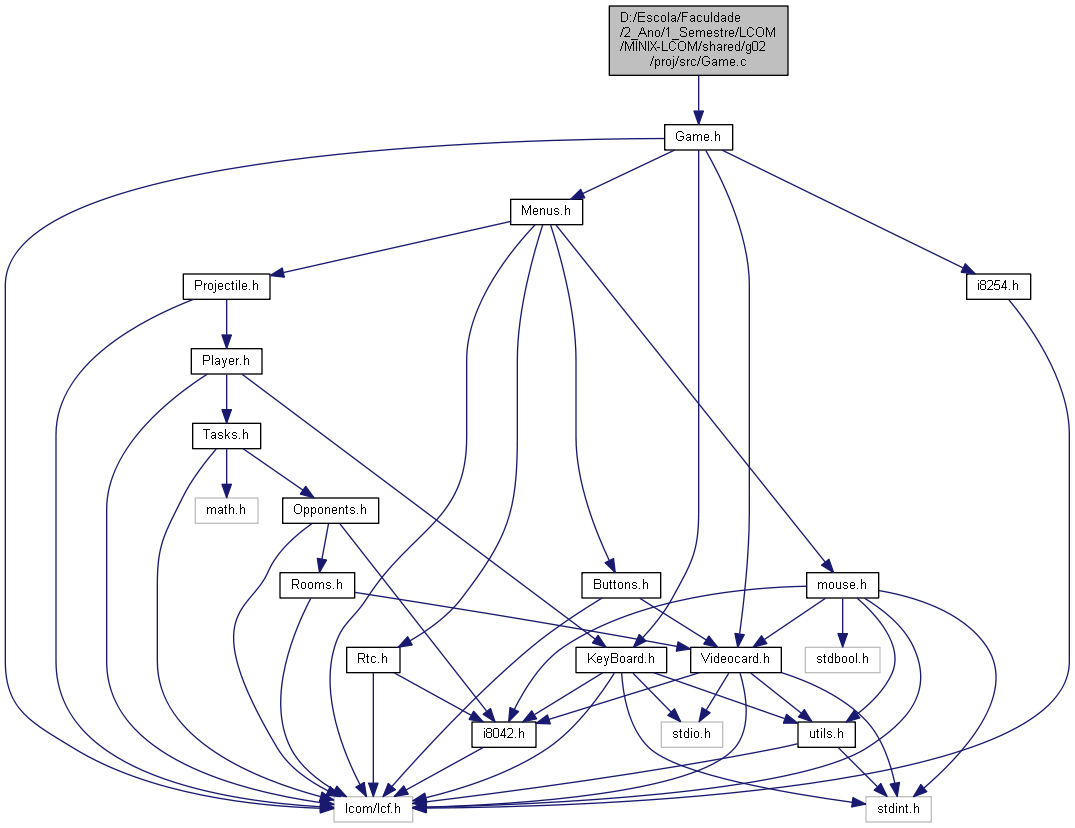 D:/Escola/Faculdade
/2_Ano/1_Semestre/LCOM
/MINIX-LCOM/shared/g02
/proj/src/Game.c
Game.h
Menus.h
Projectile.h
i8254.h
Player.h
Tasks.h
math.h
Opponents.h
Rooms.h
Buttons.h
mouse.h
Rtc.h
KeyBoard.h
Videocard.h
stdbool.h
i8042.h
stdio.h
utils.h
lcom/lcf.h
stdint.h